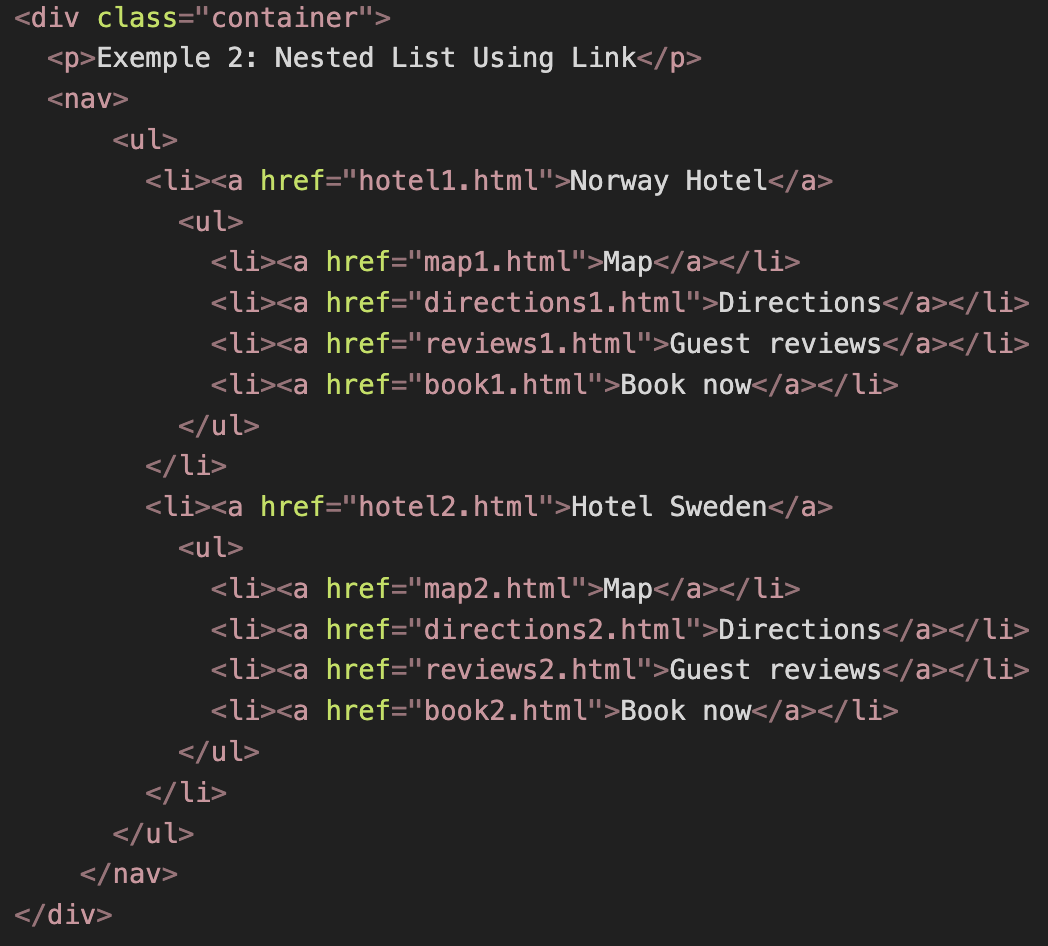 <div class="container">
  <p>Exemple 2: Nested List Using Link</p>
  <nav>
      <ul>
        <li><a href="hotel1.html">Norway Hotel</a>
          <ul>
            <li><a href="map1.html">Map</a></li>
            <li><a href="directions1.html">Directions</a></li>
            <li><a href="reviews1.html">Guest reviews</a></li>
            <li><a href="book1.html">Book now</a></li>
          </ul>
        </li>
        <li><a href="hotel2.html">Hotel Sweden</a>
          <ul>
            <li><a href="map2.html">Map</a></li>
            <li><a href="directions2.html">Directions</a></li>
            <li><a href="reviews2.html">Guest reviews</a></li>
            <li><a href="book2.html">Book now</a></li>
          </ul>
        </li>
      </ul>
    </nav>
</div>